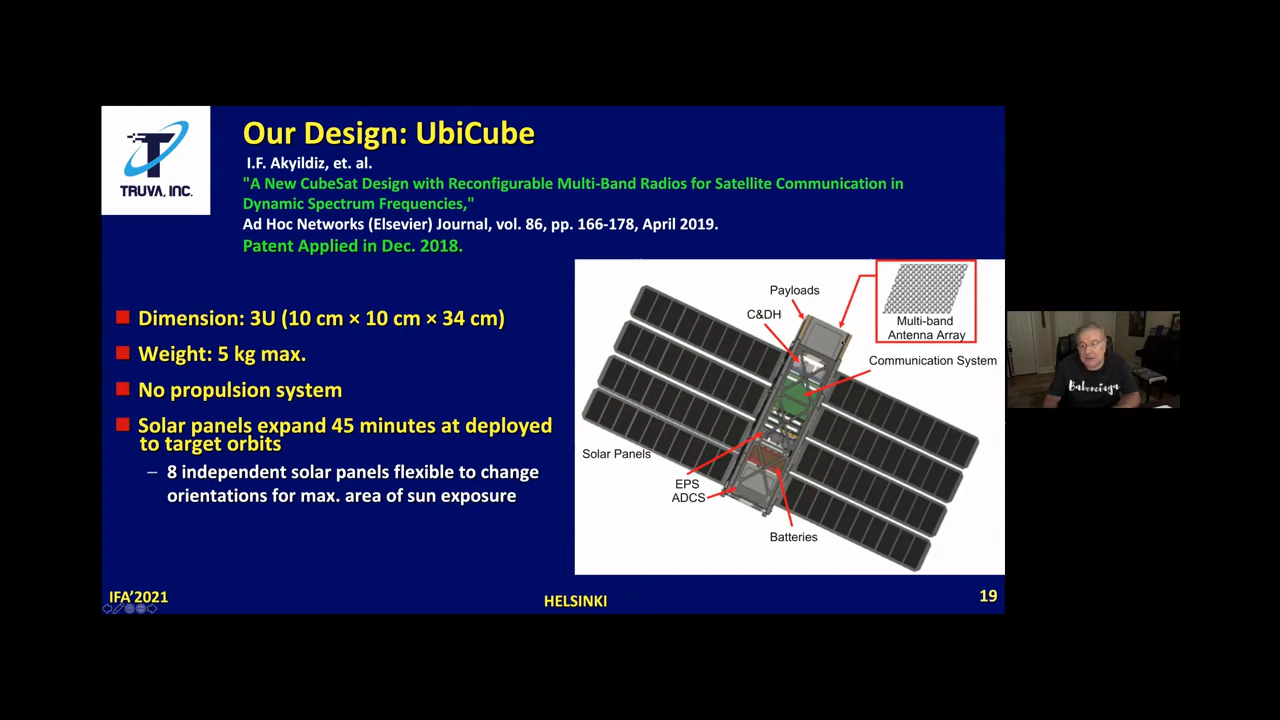 T
TRUVA, INC.
Our Design: UbiCube
I.F. Akyildiz, et. al.
"A New CubeSat Design with Reconfigurable Multi-Band Radios for Satellite Communication in
Dynamic Spectrum Frequencies,"
Ad Hoc Networks (Elsevier) Journal, vol. 86, pp. 166-178, April 2019.
Patent Applied in Dec. 2018.
Dimension: 3U (10 cm × 10 cm × 34 cm)
Weight: 5 kg max.
No propulsion system
Solar panels expand 45 minutes at deployed
to target orbits
– 8 independent solar panels flexible to change
orientations for max. area of sun exposure
Payloads
C&DH
Multi-band
Antenna Array
Communication System
Solar Panels
EPS
ADCS
Batteries
IFA'2021
HELSINKI
19